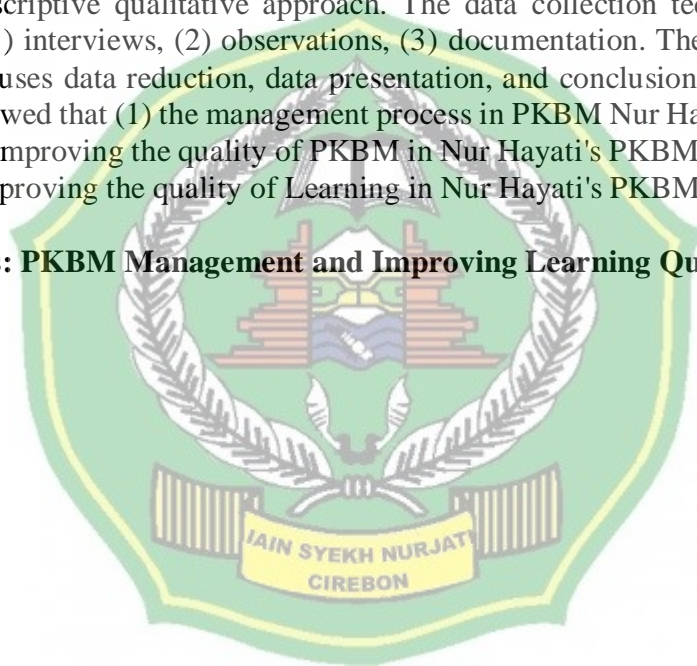 scriptive qualitative approach. The data collection
) interviews, (2) observations, (3) documentation. The
uses data reduction, data presentation, and conclusion
wed that (1) the management process in PKBM Nur Ha
mproving the quality of PKBM in Nur Hayati's PKBM
proving the quality of Learning in Nur Hayati's PKBM
: PKBM Management and Improving Learning Qu
IAIN SYEKH NURJATI
CIREBON